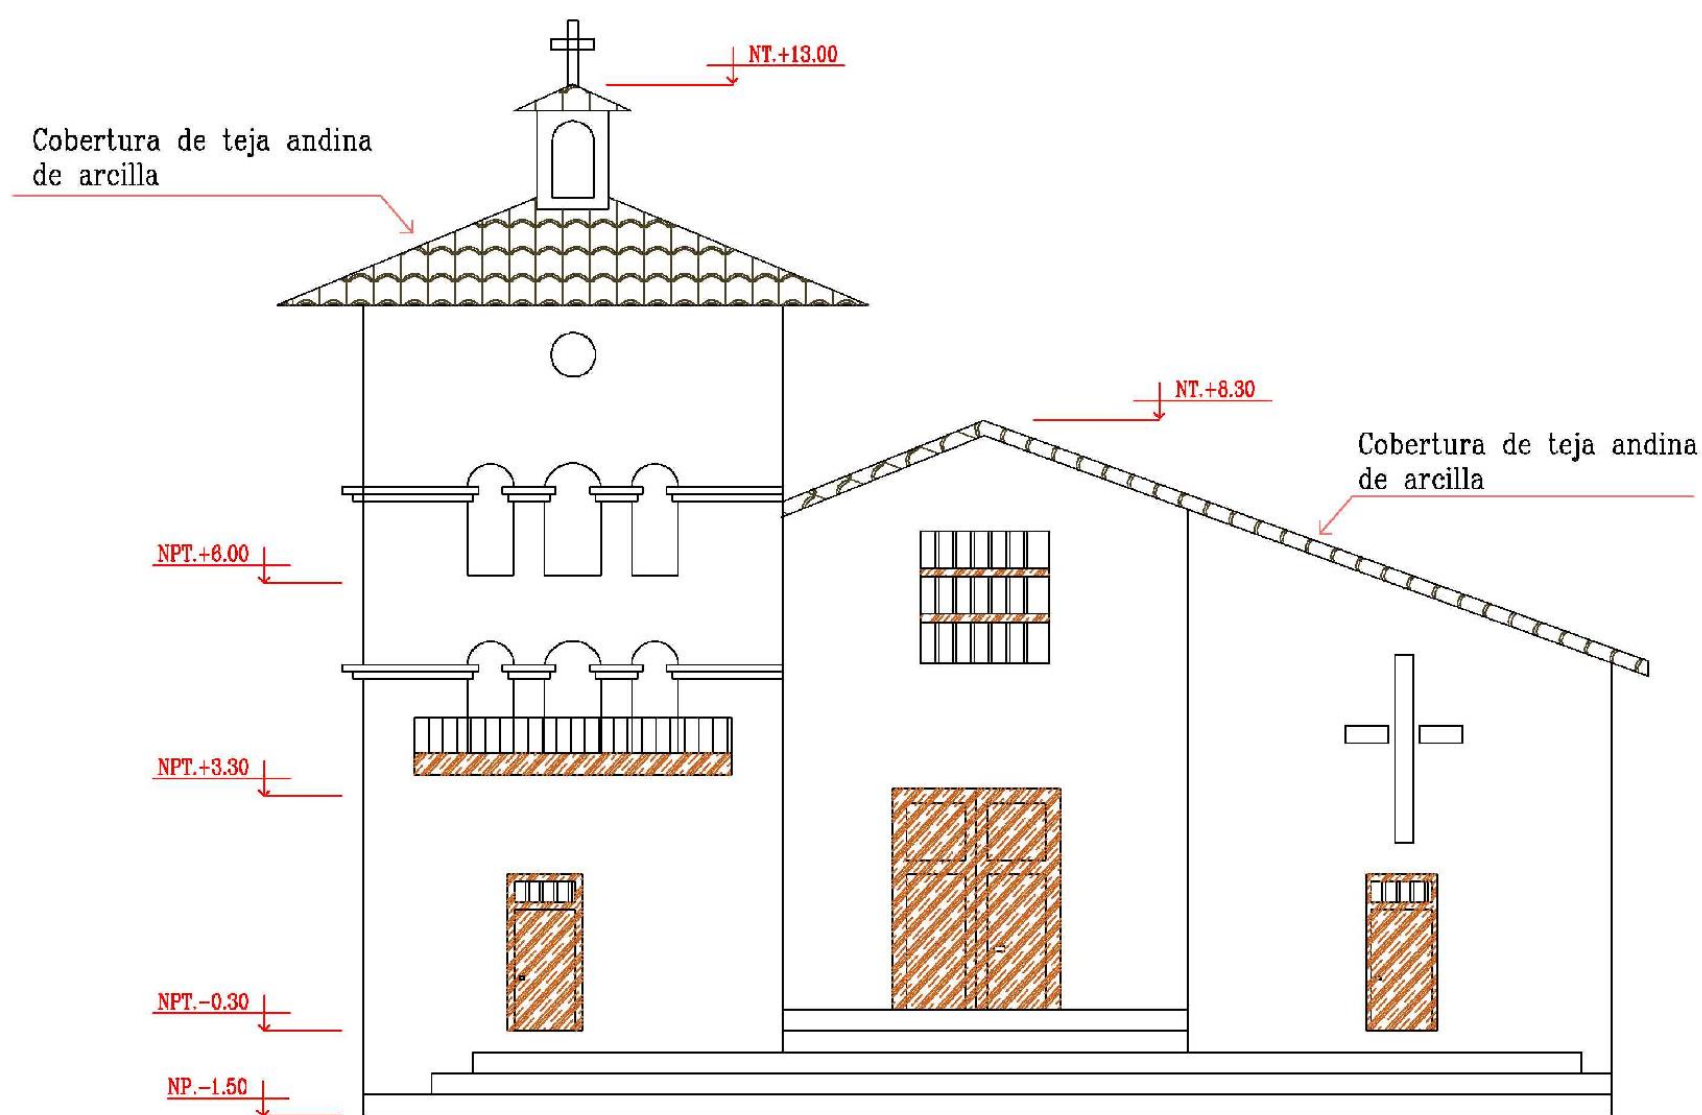 NT.+13.00
Cobertura de teja andina
de arcilla
NT.+8.30
Cobertura de teja andina
de arcilla
NPT.+6.00
NPT.+3.30
NPT.-0.30
NP.-1.50